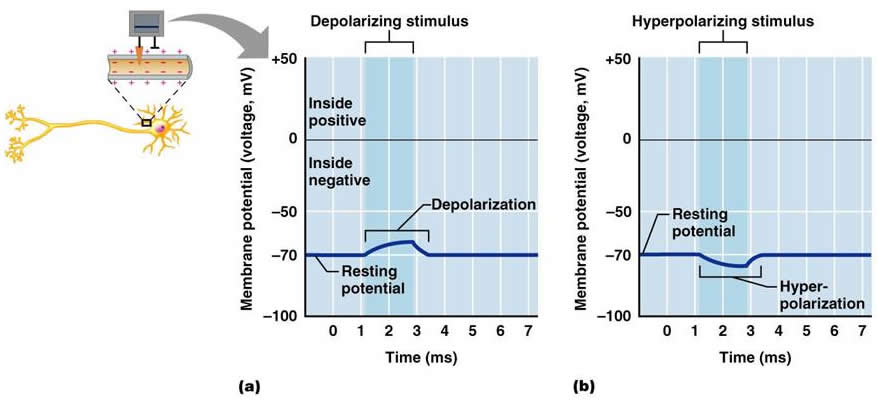 Depolarizing stimulus
Membrane potential (voltage, mV)
+50
0
–50
–70
–100
Inside
positive
Inside
negative
Depolarization
Resting
potential
0 1 2 3 4 5 6 7
Time (ms)
(a)
Hyperpolarizing stimulus
Membrane potential (voltage, mV)
+50
0
–50
–70
–100
Resting
potential
Hyper-
polarization
0 1 2 3 4 5 6 7
Time (ms)
(b)